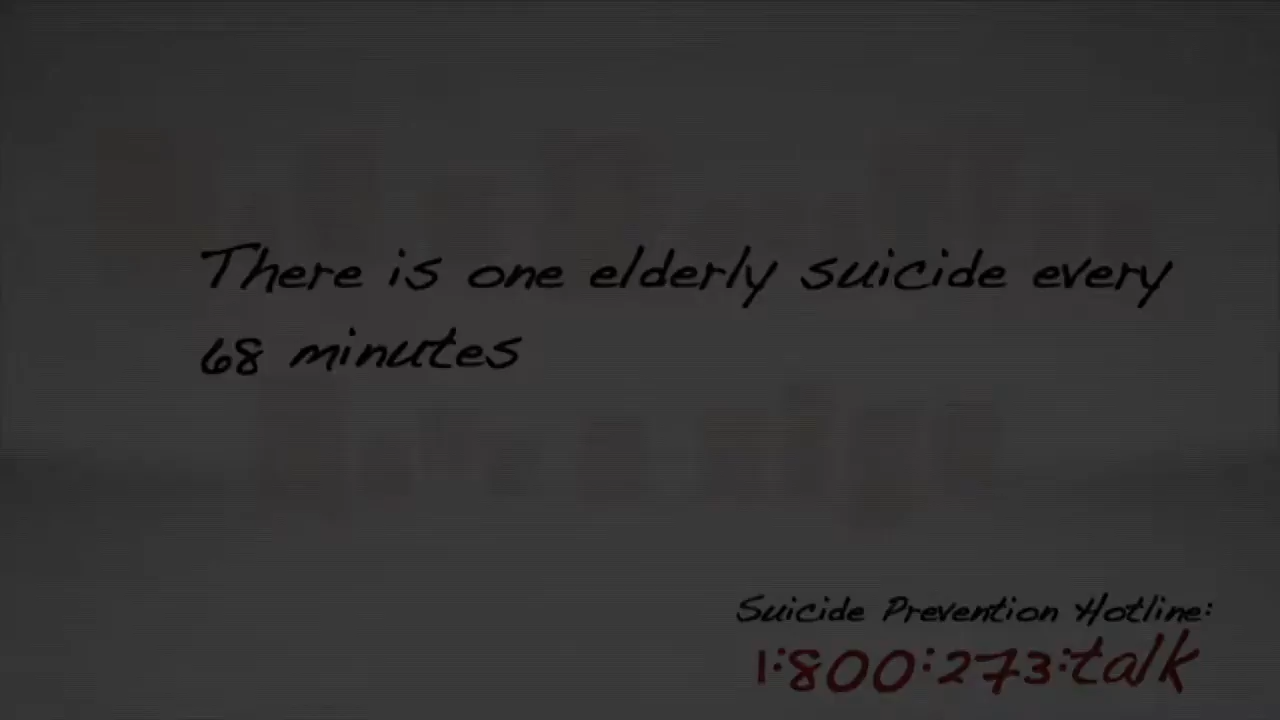 There is one elderly suicide every
68 minutes
Suicide Prevention Hotline:
1:800:273:talk